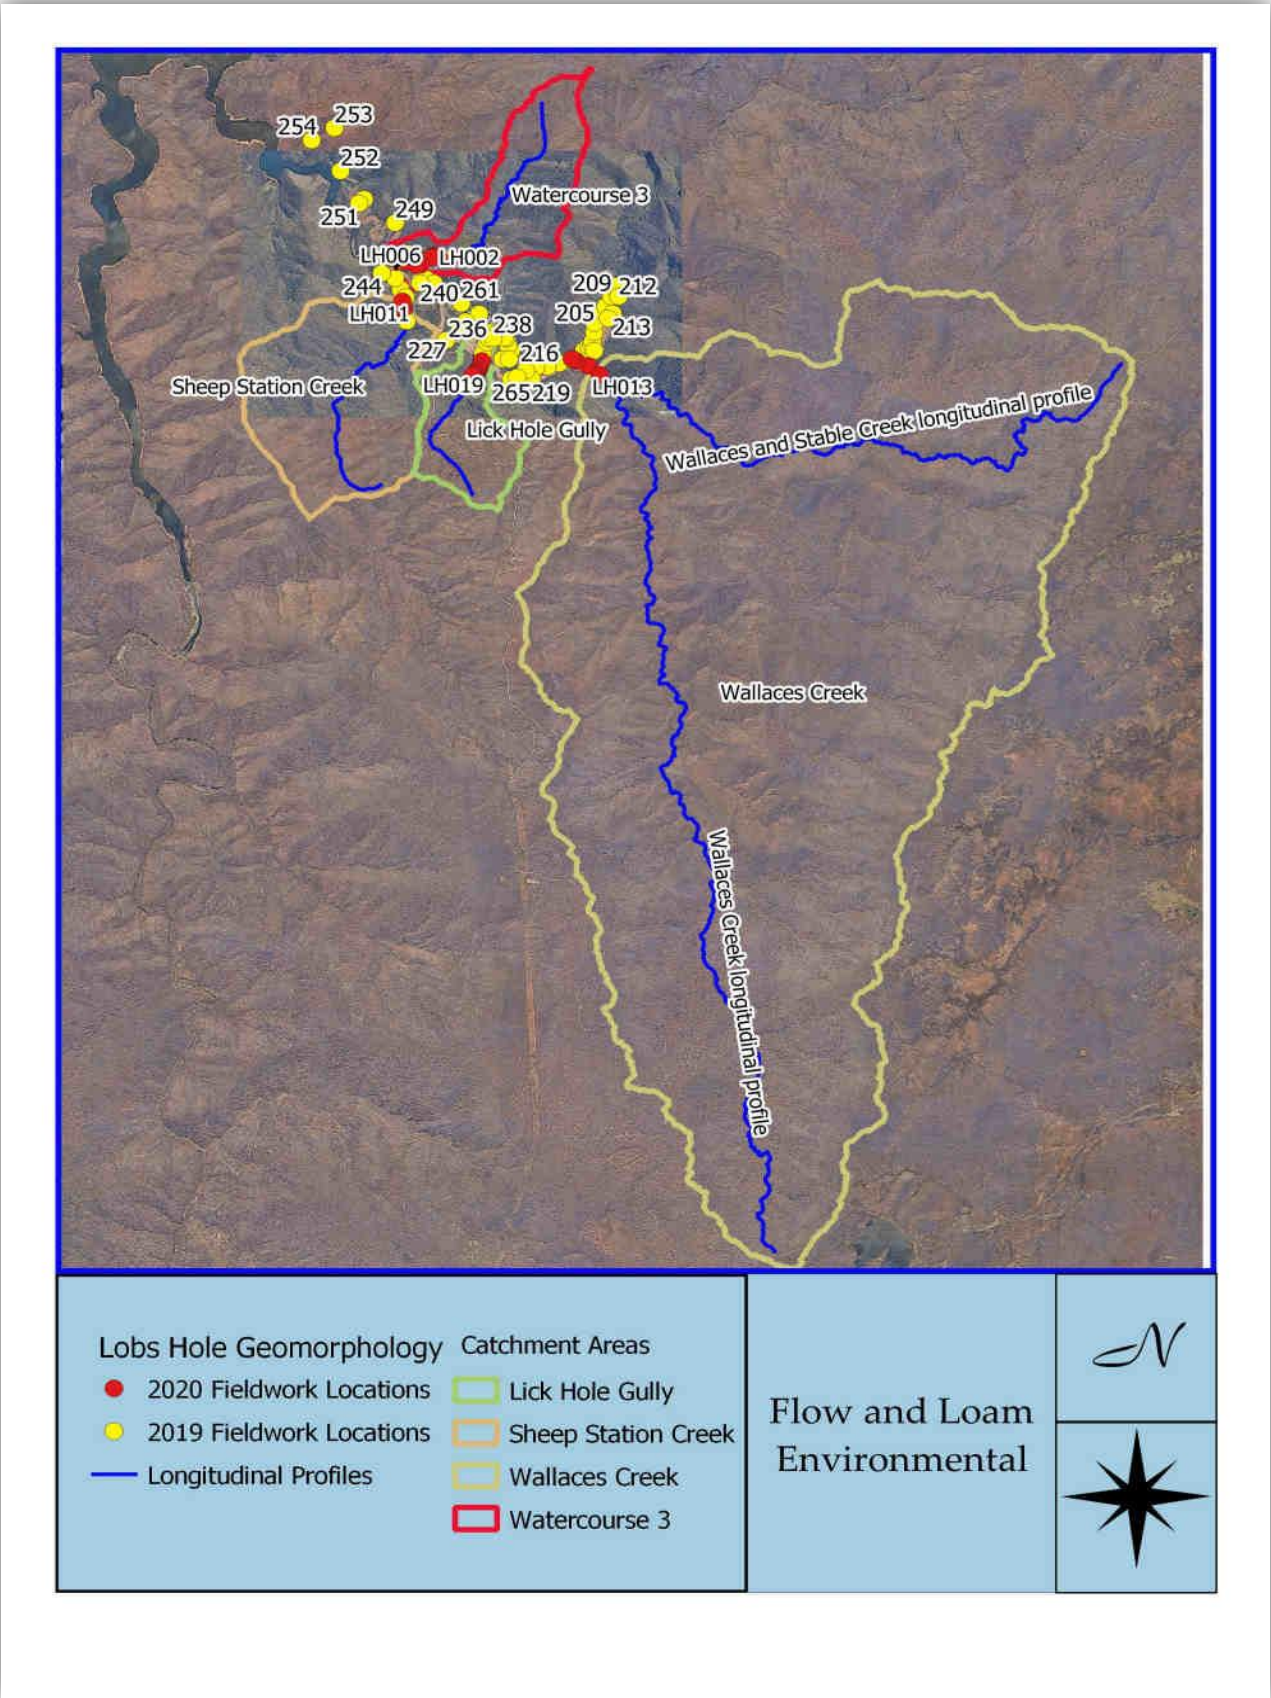 253
254
252
251
249
Watercourse 3
LH006
LH002
244
240
261
209
212
LH011
205
213
236
238
227
216
Sheep Station Creek
LH019
265
219
LH013
Lick Hole Gully
Wallaces and Stable Creek longitudinal profile
Wallaces Creek
Wallaces Creek longitudinal profile
Lobs Hole Geomorphology
2020 Fieldwork Locations
2019 Fieldwork Locations
Longitudinal Profiles
Catchment Areas
Lick Hole Gully
Sheep Station Creek
Wallaces Creek
Watercourse 3
Flow and Loam
Environmental
N